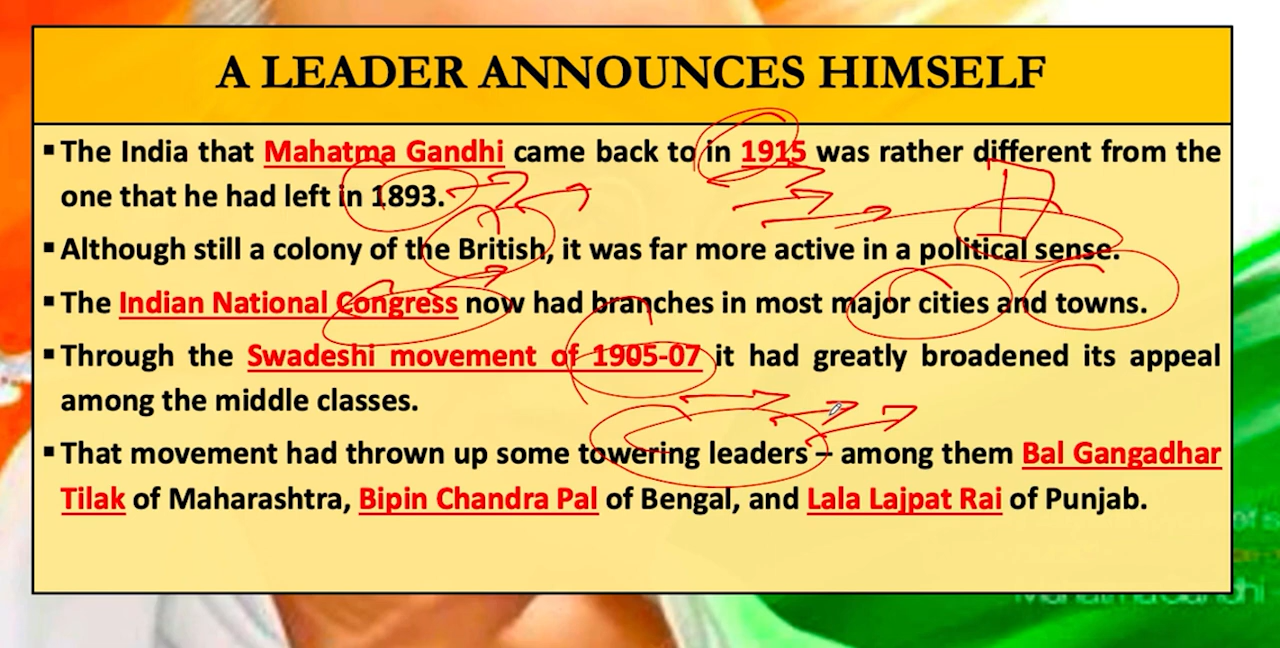 A LEADER ANNOUNCES HIMSELF
▪ The India that Mahatma Gandhi came back to in 1915 was rather different from the
one that he had left in 1893.
▪ Although still a colony of the British, it was far more active in a political sense.
▪ The Indian National Congress now had branches in most major cities and towns.
▪ Through the Swadeshi movement of 1905-07 it had greatly broadened its appeal
among the middle classes.
▪ That movement had thrown up some towering leaders – among them Bal Gangadhar
Tilak of Maharashtra, Bipin Chandra Pal of Bengal, and Lala Lajpat Rai of Punjab.
Mahatma Gandhi